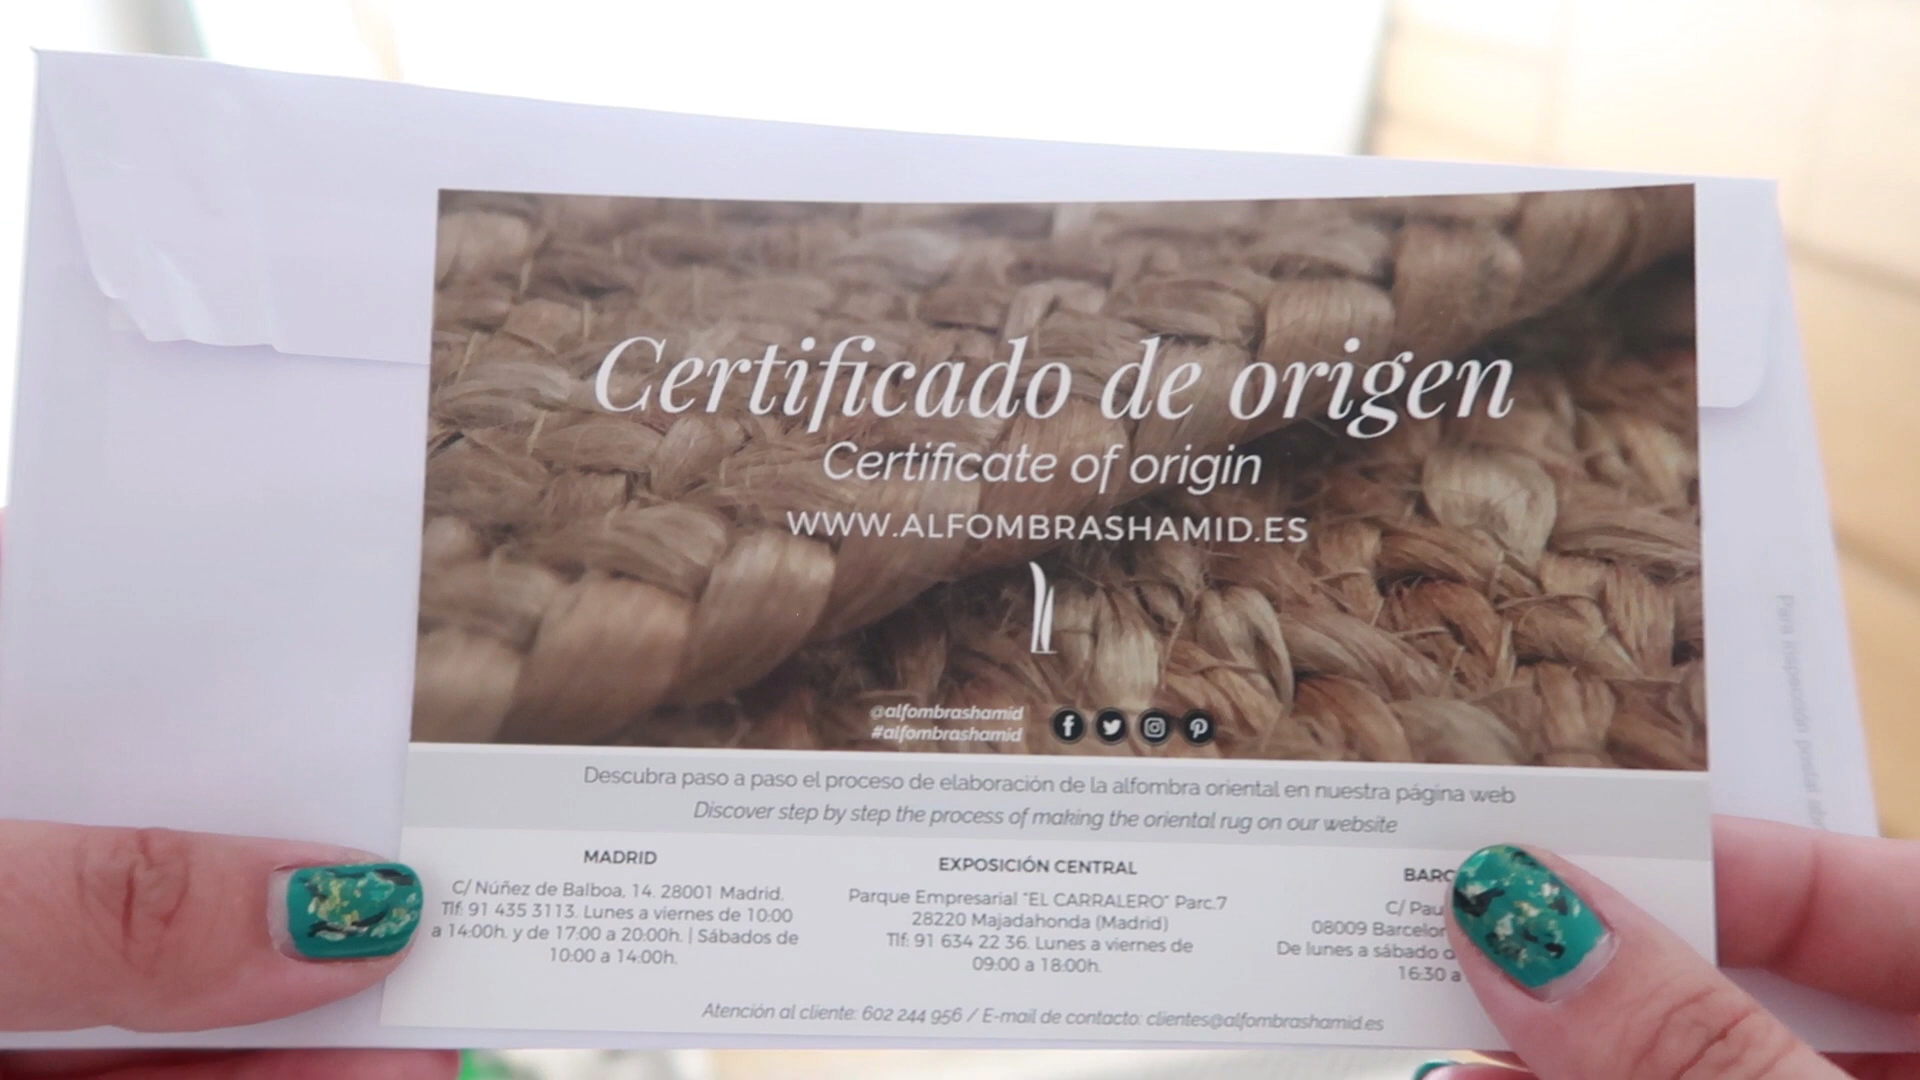 Certificado de origen
Certificate of origin
WWW.ALFOMBRASHAMID.ES
@alfombrashamid
#alfombrashamid
Descubra paso a paso el proceso de elaboración de la alfombra oriental en nuestra página web
Discover step by step the process of making the oriental rug on our website
MADRID
C/ Núñez de Balboa, 14. 28001 Madrid.
Tlf: 91 435 3113. Lunes a viernes de 10:00
a 14:00h. y de 17:00 a 20:00h. | Sábados de
10:00 a 14:00h.
EXPOSICIÓN CENTRAL
Parque Empresarial "EL CARRALERO" Parc.7
28220 Majadahonda (Madrid)
Tlf: 91 634 22 36. Lunes a viernes de
09:00 a 18:00h.
BARC
C/ Pau
08009 Barcelon
De lunes a sábado d
16:30 a
Atención al cliente: 602 244 956 / E-mail de contacto: clientes@alfombrashamid.es